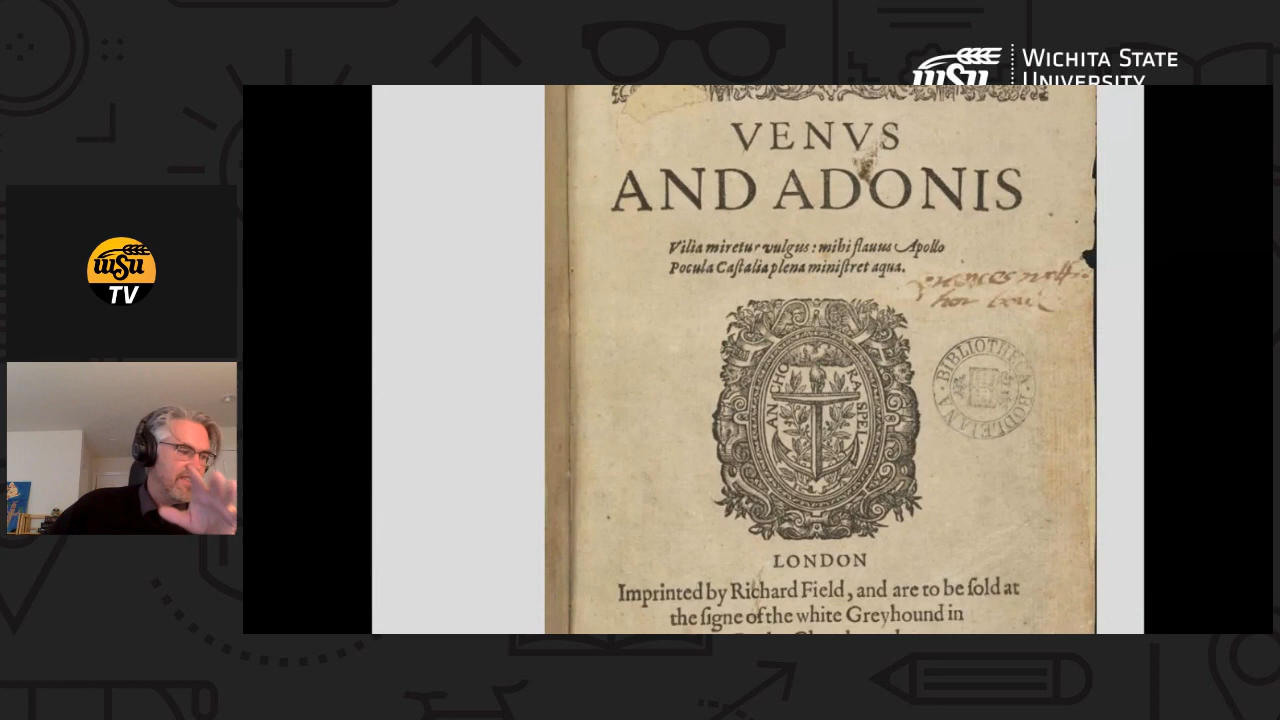 WICHITA STATE
UNIVERSITY
wsu
wsu
TV
VENVS
AND ADONIS
Vilia miretur vulgus: mihi flauus Apollo
Pocula Caſtalia plena miniſtret aqua.
ANCHORA SPEI.
BIBLIOTHECA BODLEIANA
LONDON
Imprinted by Richard Field, and are to be ſold at
the ſigne of the white Greyhound in